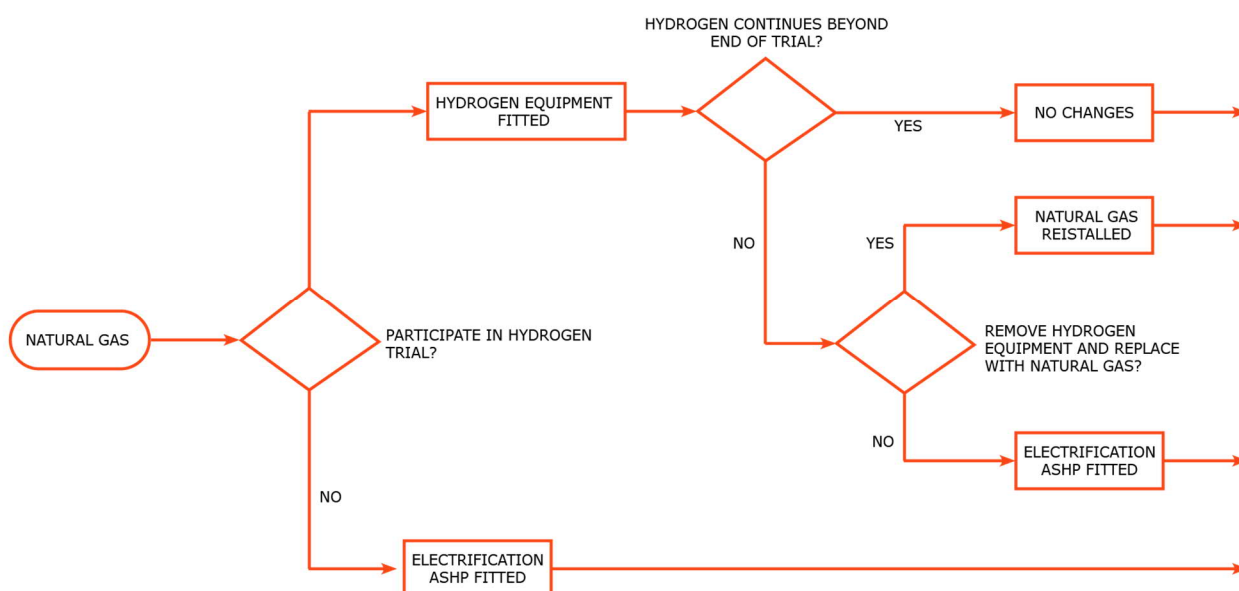 HYDROGEN CONTINUES BEYOND
END OF TRIAL?
HYDROGEN EQUIPMENT
FITTED
NO CHANGES
YES
NATURAL GAS
REISTALLED
NO
YES
NATURAL GAS
PARTICIPATE IN HYDROGEN
TRIAL?
REMOVE HYDROGEN
EQUIPMENT AND REPLACE
WITH NATURAL GAS?
NO
ELECTRIFICATION
ASHP FITTED
NO
ELECTRIFICATION
ASHP FITTED